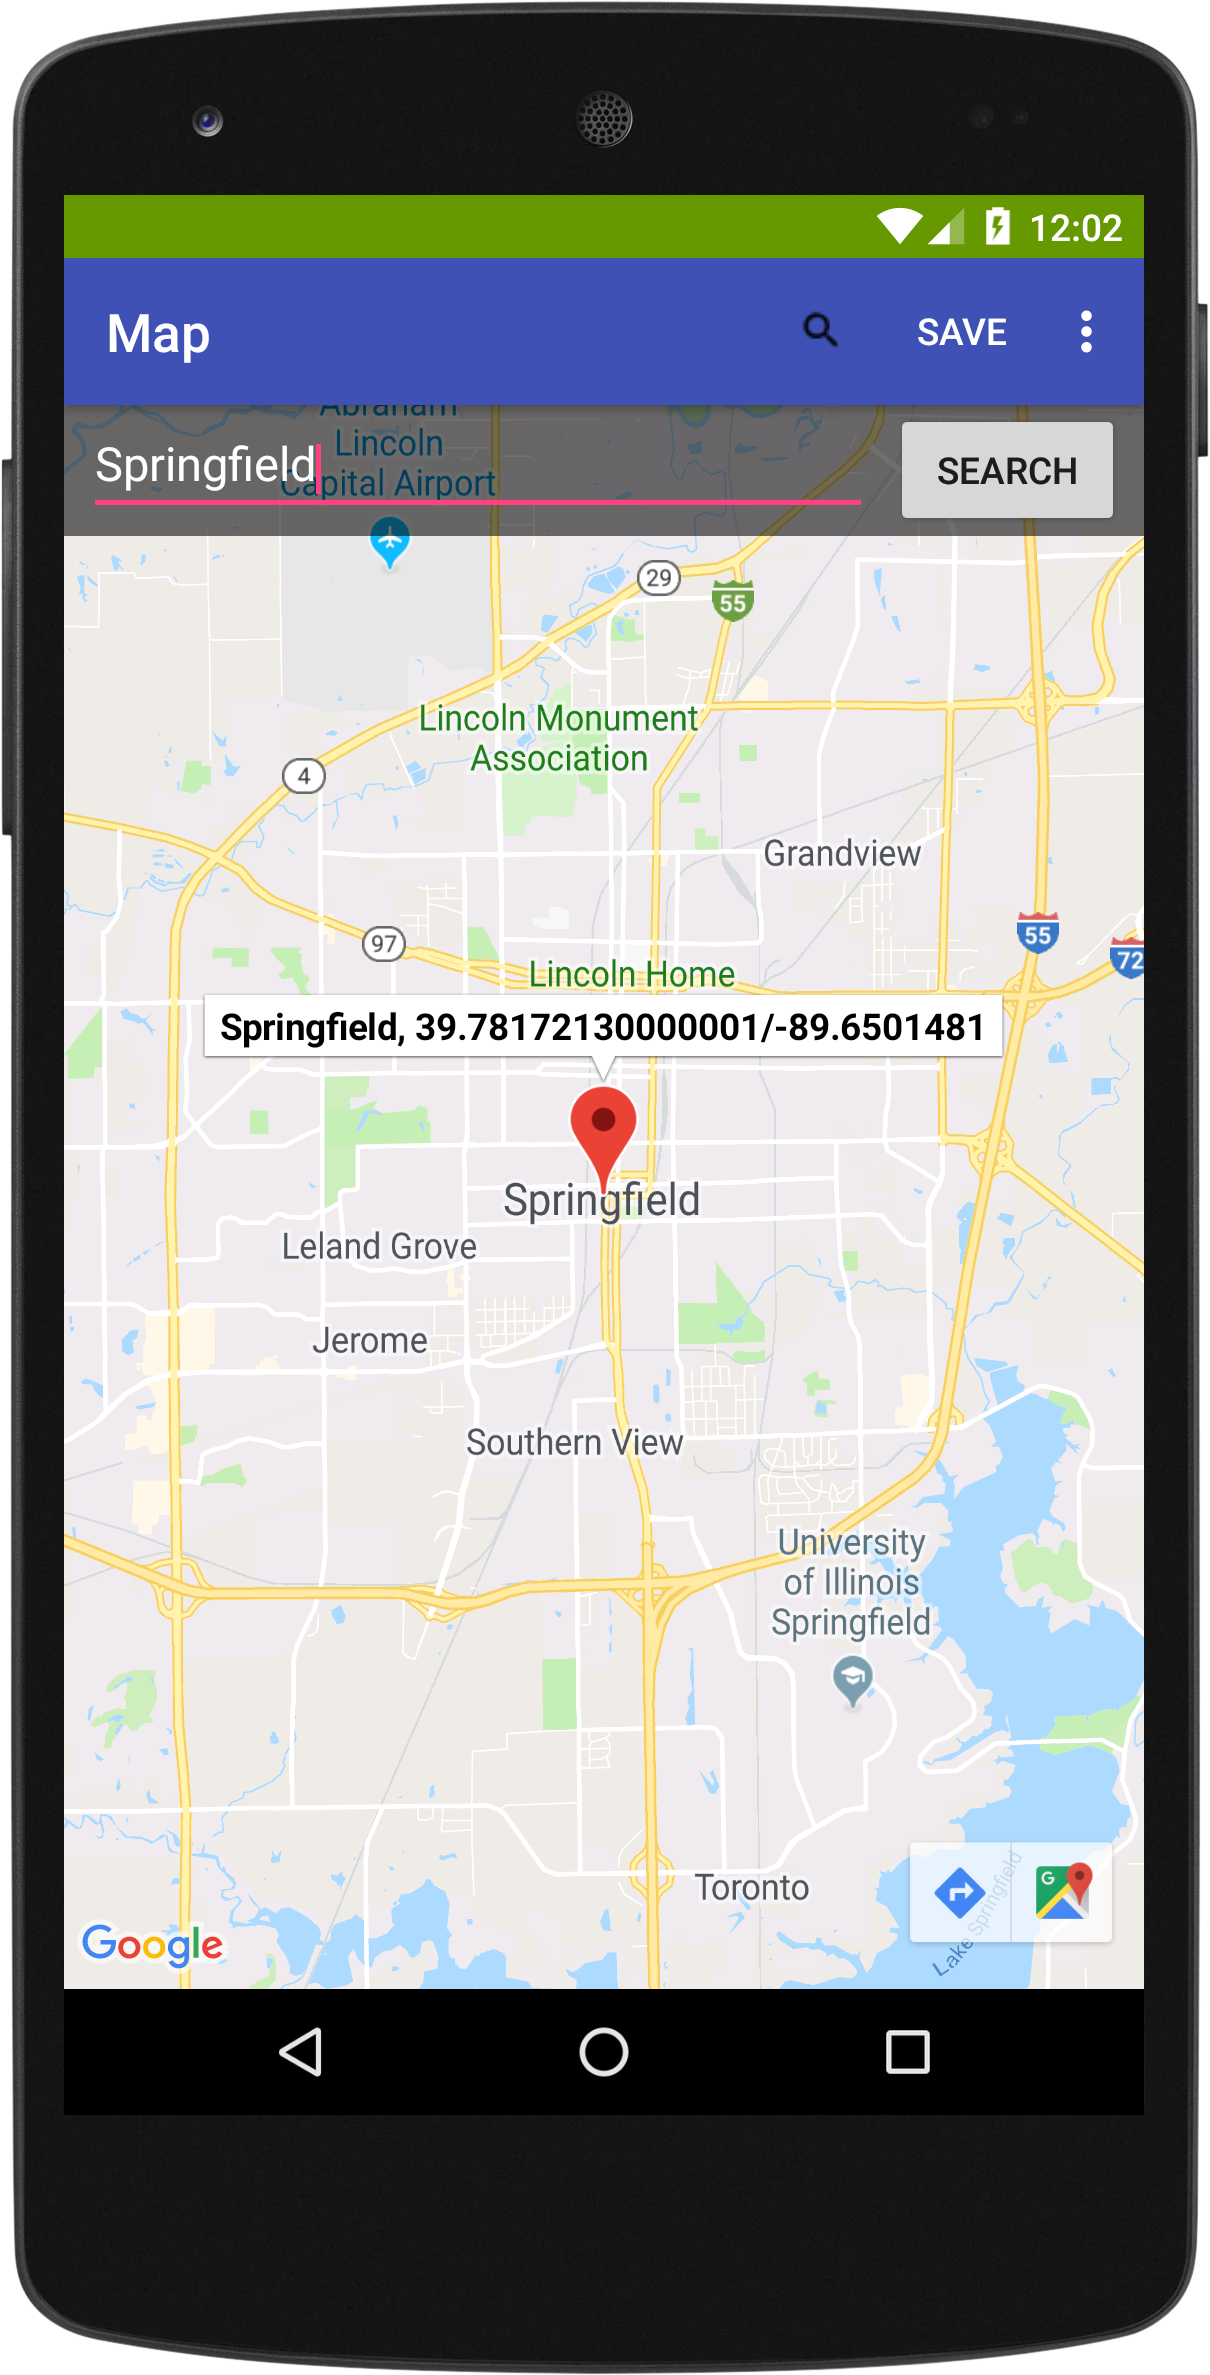 12:02
Map
SAVE
Abraham
Lincoln
Capital Airport
Springfield
SEARCH
29
55
Lincoln Monument
Association
4
Grandview
97
55
72
Lincoln Home
Springfield, 39.78172130000001/-89.6501481
Springfield
Leland Grove
Jerome
Southern View
University
of Illinois
Springfield
Toronto
G
Lake Springfield
Google